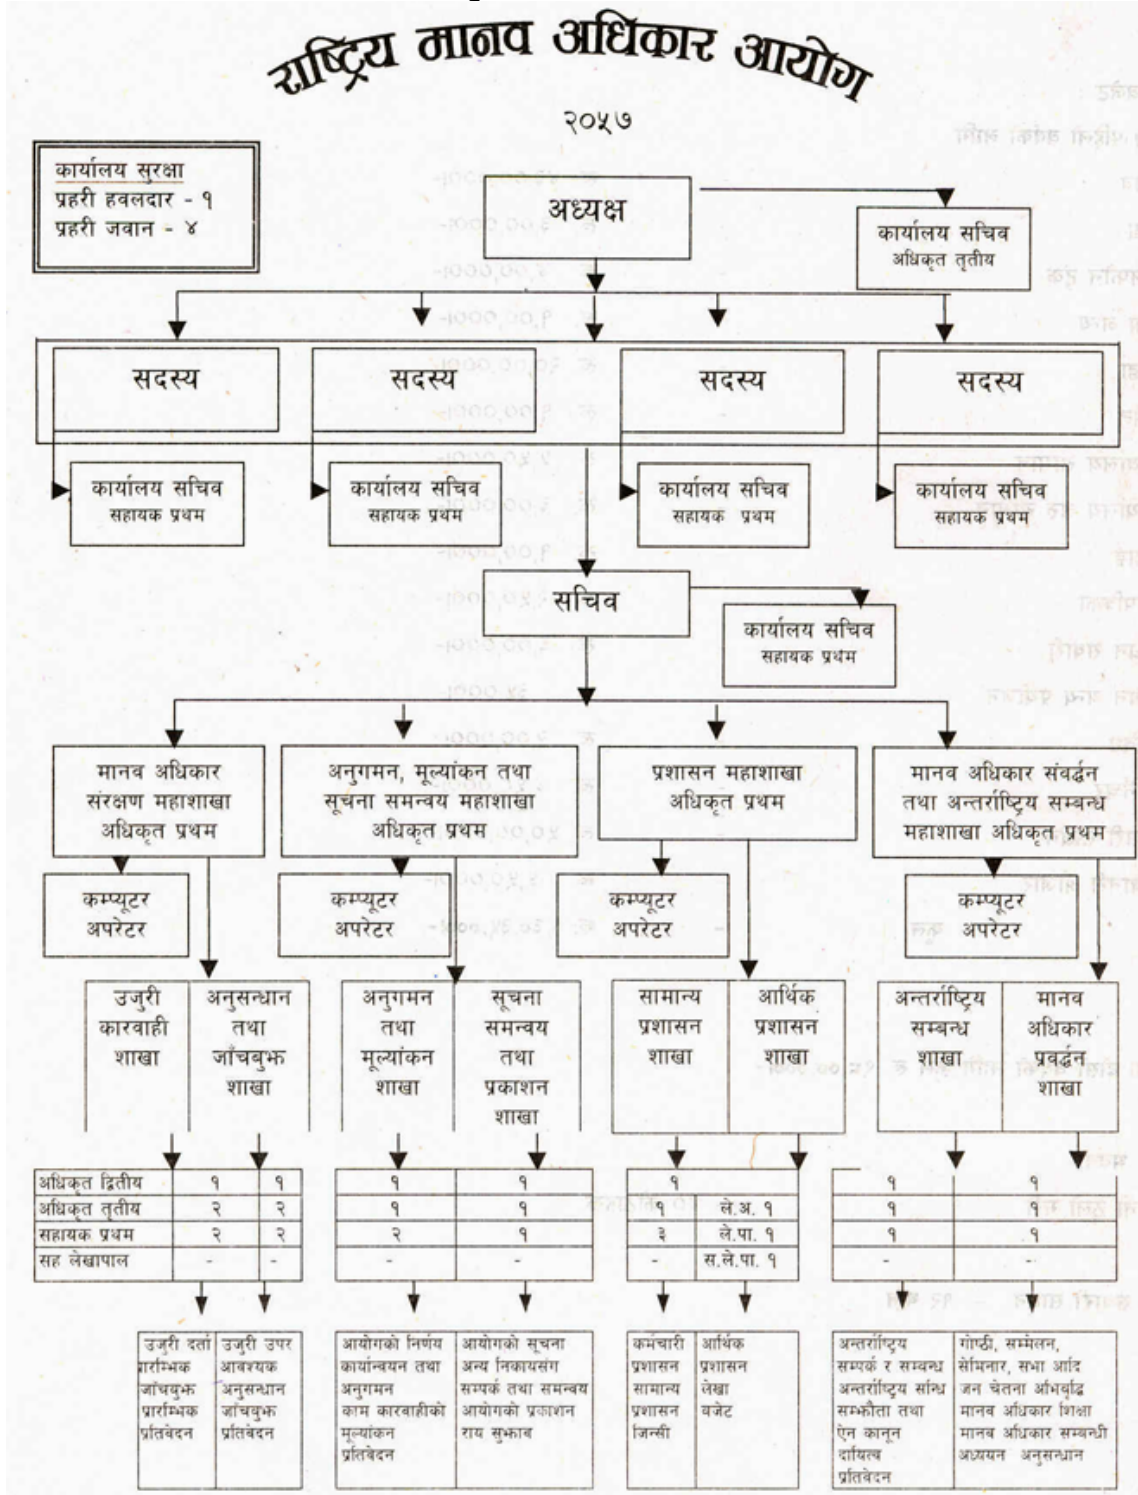 राष्ट्रिय मानव अधिकार आयोग
२०५७
कार्यालय सुरक्षा
प्रहरी हवलदार - १
प्रहरी जवान - ४
अध्यक्ष
कार्यालय सचिव
अधिकृत तृतीय
सदस्य
सदस्य
सदस्य
सदस्य
कार्यालय सचिव
सहायक प्रथम
कार्यालय सचिव
सहायक प्रथम
कार्यालय सचिव
सहायक प्रथम
कार्यालय सचिव
सहायक प्रथम
सचिव
कार्यालय सचिव
सहायक प्रथम
मानव अधिकार
संरक्षण महाशाखा
अधिकृत प्रथम
अनुगमन, मूल्यांकन तथा
सूचना समन्वय महाशाखा
अधिकृत प्रथम
प्रशासन महाशाखा
अधिकृत प्रथम
मानव अधिकार संवर्द्धन
तथा अन्तर्राष्ट्रिय सम्बन्ध
महाशाखा अधिकृत प्रथम
कम्प्यूटर
अपरेटर
कम्प्यूटर
अपरेटर
कम्प्यूटर
अपरेटर
कम्प्यूटर
अपरेटर
उजुरी
कारवाही
शाखा
अनुसन्धान
तथा
जाँचबुझ
शाखा
अनुगमन
तथा
मूल्यांकन
शाखा
सूचना
समन्वय
तथा
प्रकाशन
शाखा
सामान्य
प्रशासन
शाखा
आर्थिक
प्रशासन
शाखा
अन्तर्राष्ट्रिय
सम्बन्ध
शाखा
मानव
अधिकार
प्रवर्द्धन
शाखा
अधिकृत द्वितीय १ १ १ १ १ १ १
अधिकृत तृतीय २ २ १ १ १ ले.अ. १ १ १
सहायक प्रथम २ २ २ १ ३ ले.पा. १ १ १
सह लेखापाल - - - - - स.ले.पा. १ - -
उजुरी दर्ता
प्रारम्भिक
जाँचबुझ
प्रारम्भिक
प्रतिवेदन
उजुरी उपर
आवश्यक
अनुसन्धान
जाँचबुझ
प्रतिवेदन
आयोगको निर्णय
कार्यान्वयन तथा
अनुगमन
काम कारवाहीको
मूल्यांकन
प्रतिवेदन
आयोगको सूचना
अन्य निकायसंग
सम्पर्क तथा समन्वय
आयोगको प्रकाशन
राय सुझाव
कर्मचारी
प्रशासन
सामान्य
प्रशासन
जिन्सी
आर्थिक
प्रशासन
लेखा
बजेट
अन्तर्राष्ट्रिय
सम्पर्क र सम्बन्ध
अन्तर्राष्ट्रिय सन्धि
सम्झौता तथा
ऐन कानून
दायित्व
प्रतिवेदन
गोष्ठी, सम्मेलन,
सेमिनार, सभा आदि
जन चेतना अभिबृद्धि
मानव अधिकार शिक्षा
मानव अधिकार सम्बन्धी
अध्ययन अनुसन्धान